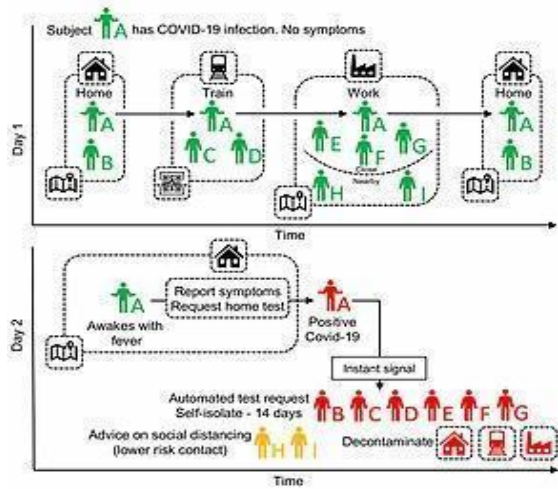 Subject A has COVID-19 infection. No symptoms
Home
Train
Work
Home
A
A
A
A
B
C
D
E
F
G
B
Close
Nearby
H
I
Day 1
Time
Report symptoms
Request home test
A
A
Awakes with
fever
Positive
Covid-19
Instant signal
Automated test request
Self-isolate - 14 days
B C D E F G
Advice on social distancing
(lower risk contact)
H I
Decontaminate
Day 2
Time